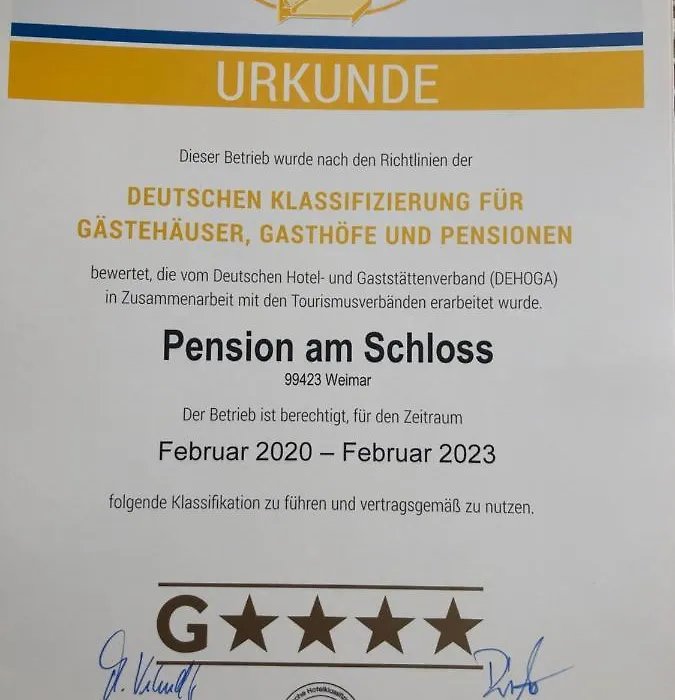 URKUNDE
Dieser Betrieb wurde nach den Richtlinien der
DEUTSCHEN KLASSIFIZIERUNG FÜR
GÄSTEHÄUSER, GASTHÖFE UND PENSIONEN
bewertet, die vom Deutschen Hotel- und Gaststättenverband (DEHOGA)
in Zusammenarbeit mit den Tourismusverbänden erarbeitet wurde.
Pension am Schloss
99423 Weimar
Der Betrieb ist berechtigt, für den Zeitraum
Februar 2020 – Februar 2023
folgende Klassifikation zu führen und vertragsgemäß zu nutzen.
G★★★★